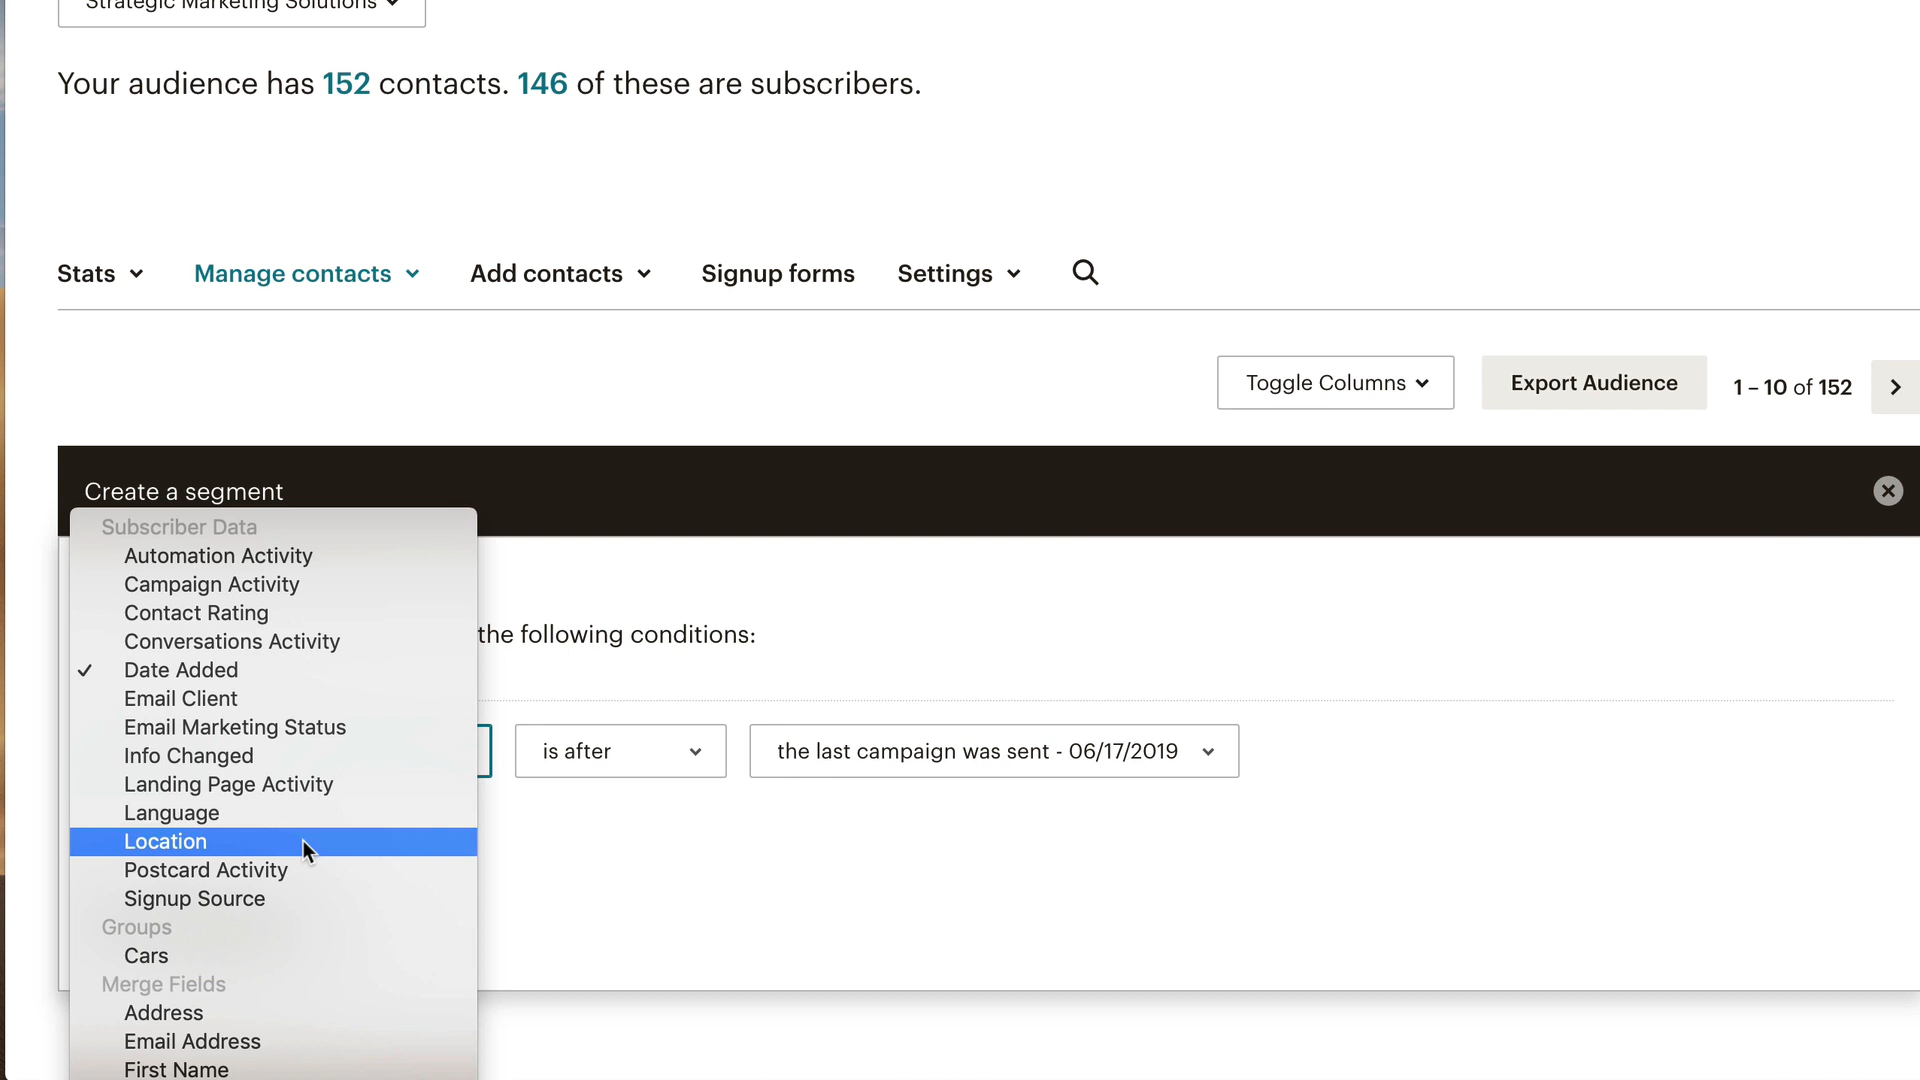 Strategic Marketing Solutions
Your audience has 152 contacts. 146 of these are subscribers.
Stats Manage contacts Add contacts Signup forms Settings
Toggle Columns Export Audience 1 – 10 of 152
Create a segment
Subscriber Data
Automation Activity
Campaign Activity
Contact Rating
the following conditions:
Conversations Activity
Date Added
Email Client
Email Marketing Status
is after the last campaign was sent - 06/17/2019
Info Changed
Landing Page Activity
Language
Location
Postcard Activity
Signup Source
Groups
Cars
Merge Fields
Address
Email Address
First Name